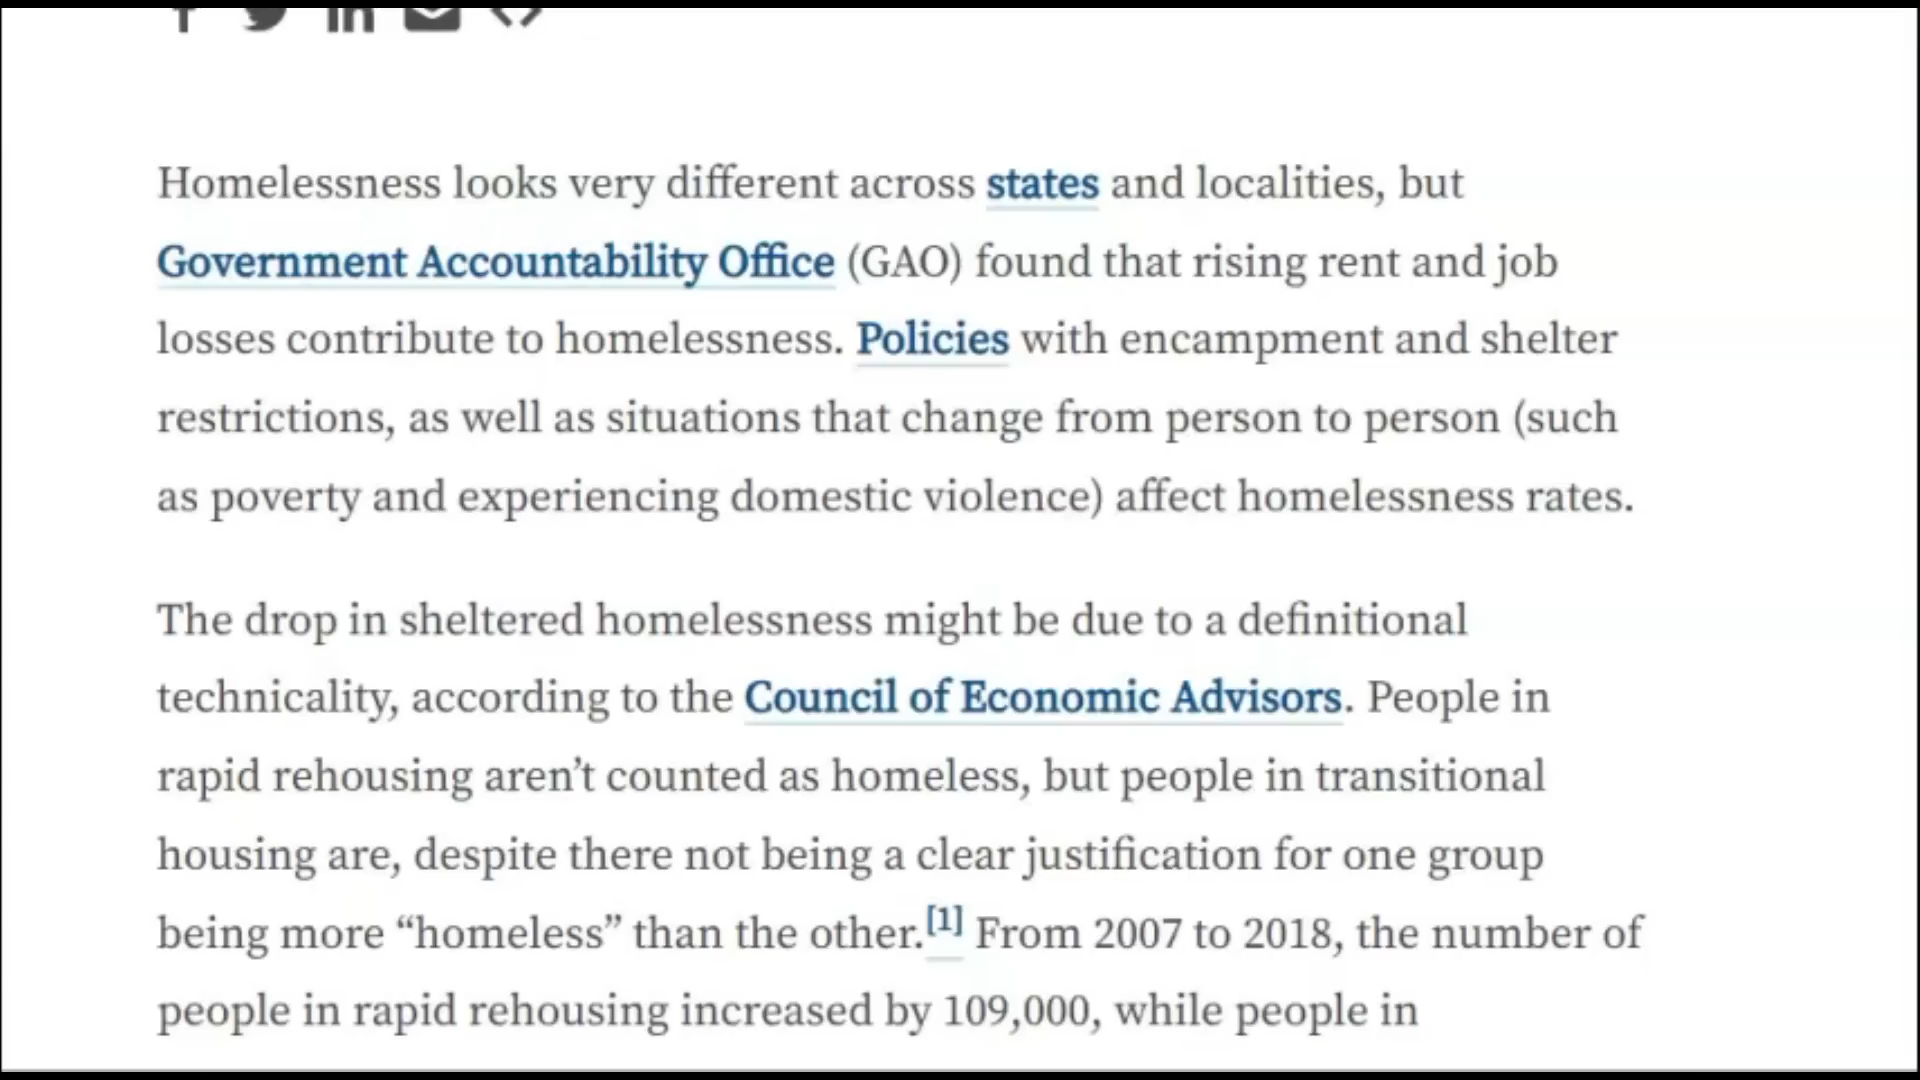 Homelessness looks very different across states and localities, but
Government Accountability Office (GAO) found that rising rent and job
losses contribute to homelessness. Policies with encampment and shelter
restrictions, as well as situations that change from person to person (such
as poverty and experiencing domestic violence) affect homelessness rates.
The drop in sheltered homelessness might be due to a definitional
technicality, according to the Council of Economic Advisors. People in
rapid rehousing aren’t counted as homeless, but people in transitional
housing are, despite there not being a clear justification for one group
being more “homeless” than the other.[1] From 2007 to 2018, the number of
people in rapid rehousing increased by 109,000, while people in